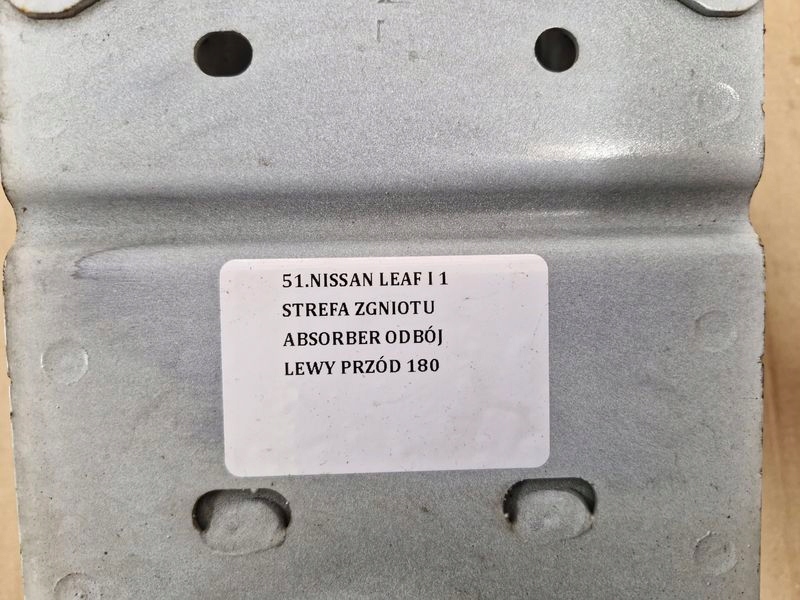 51.NISSAN LEAF I 1
STREFA ZGNIOTU
ABSORBER ODBÓJ
LEWY PRZÓD 180